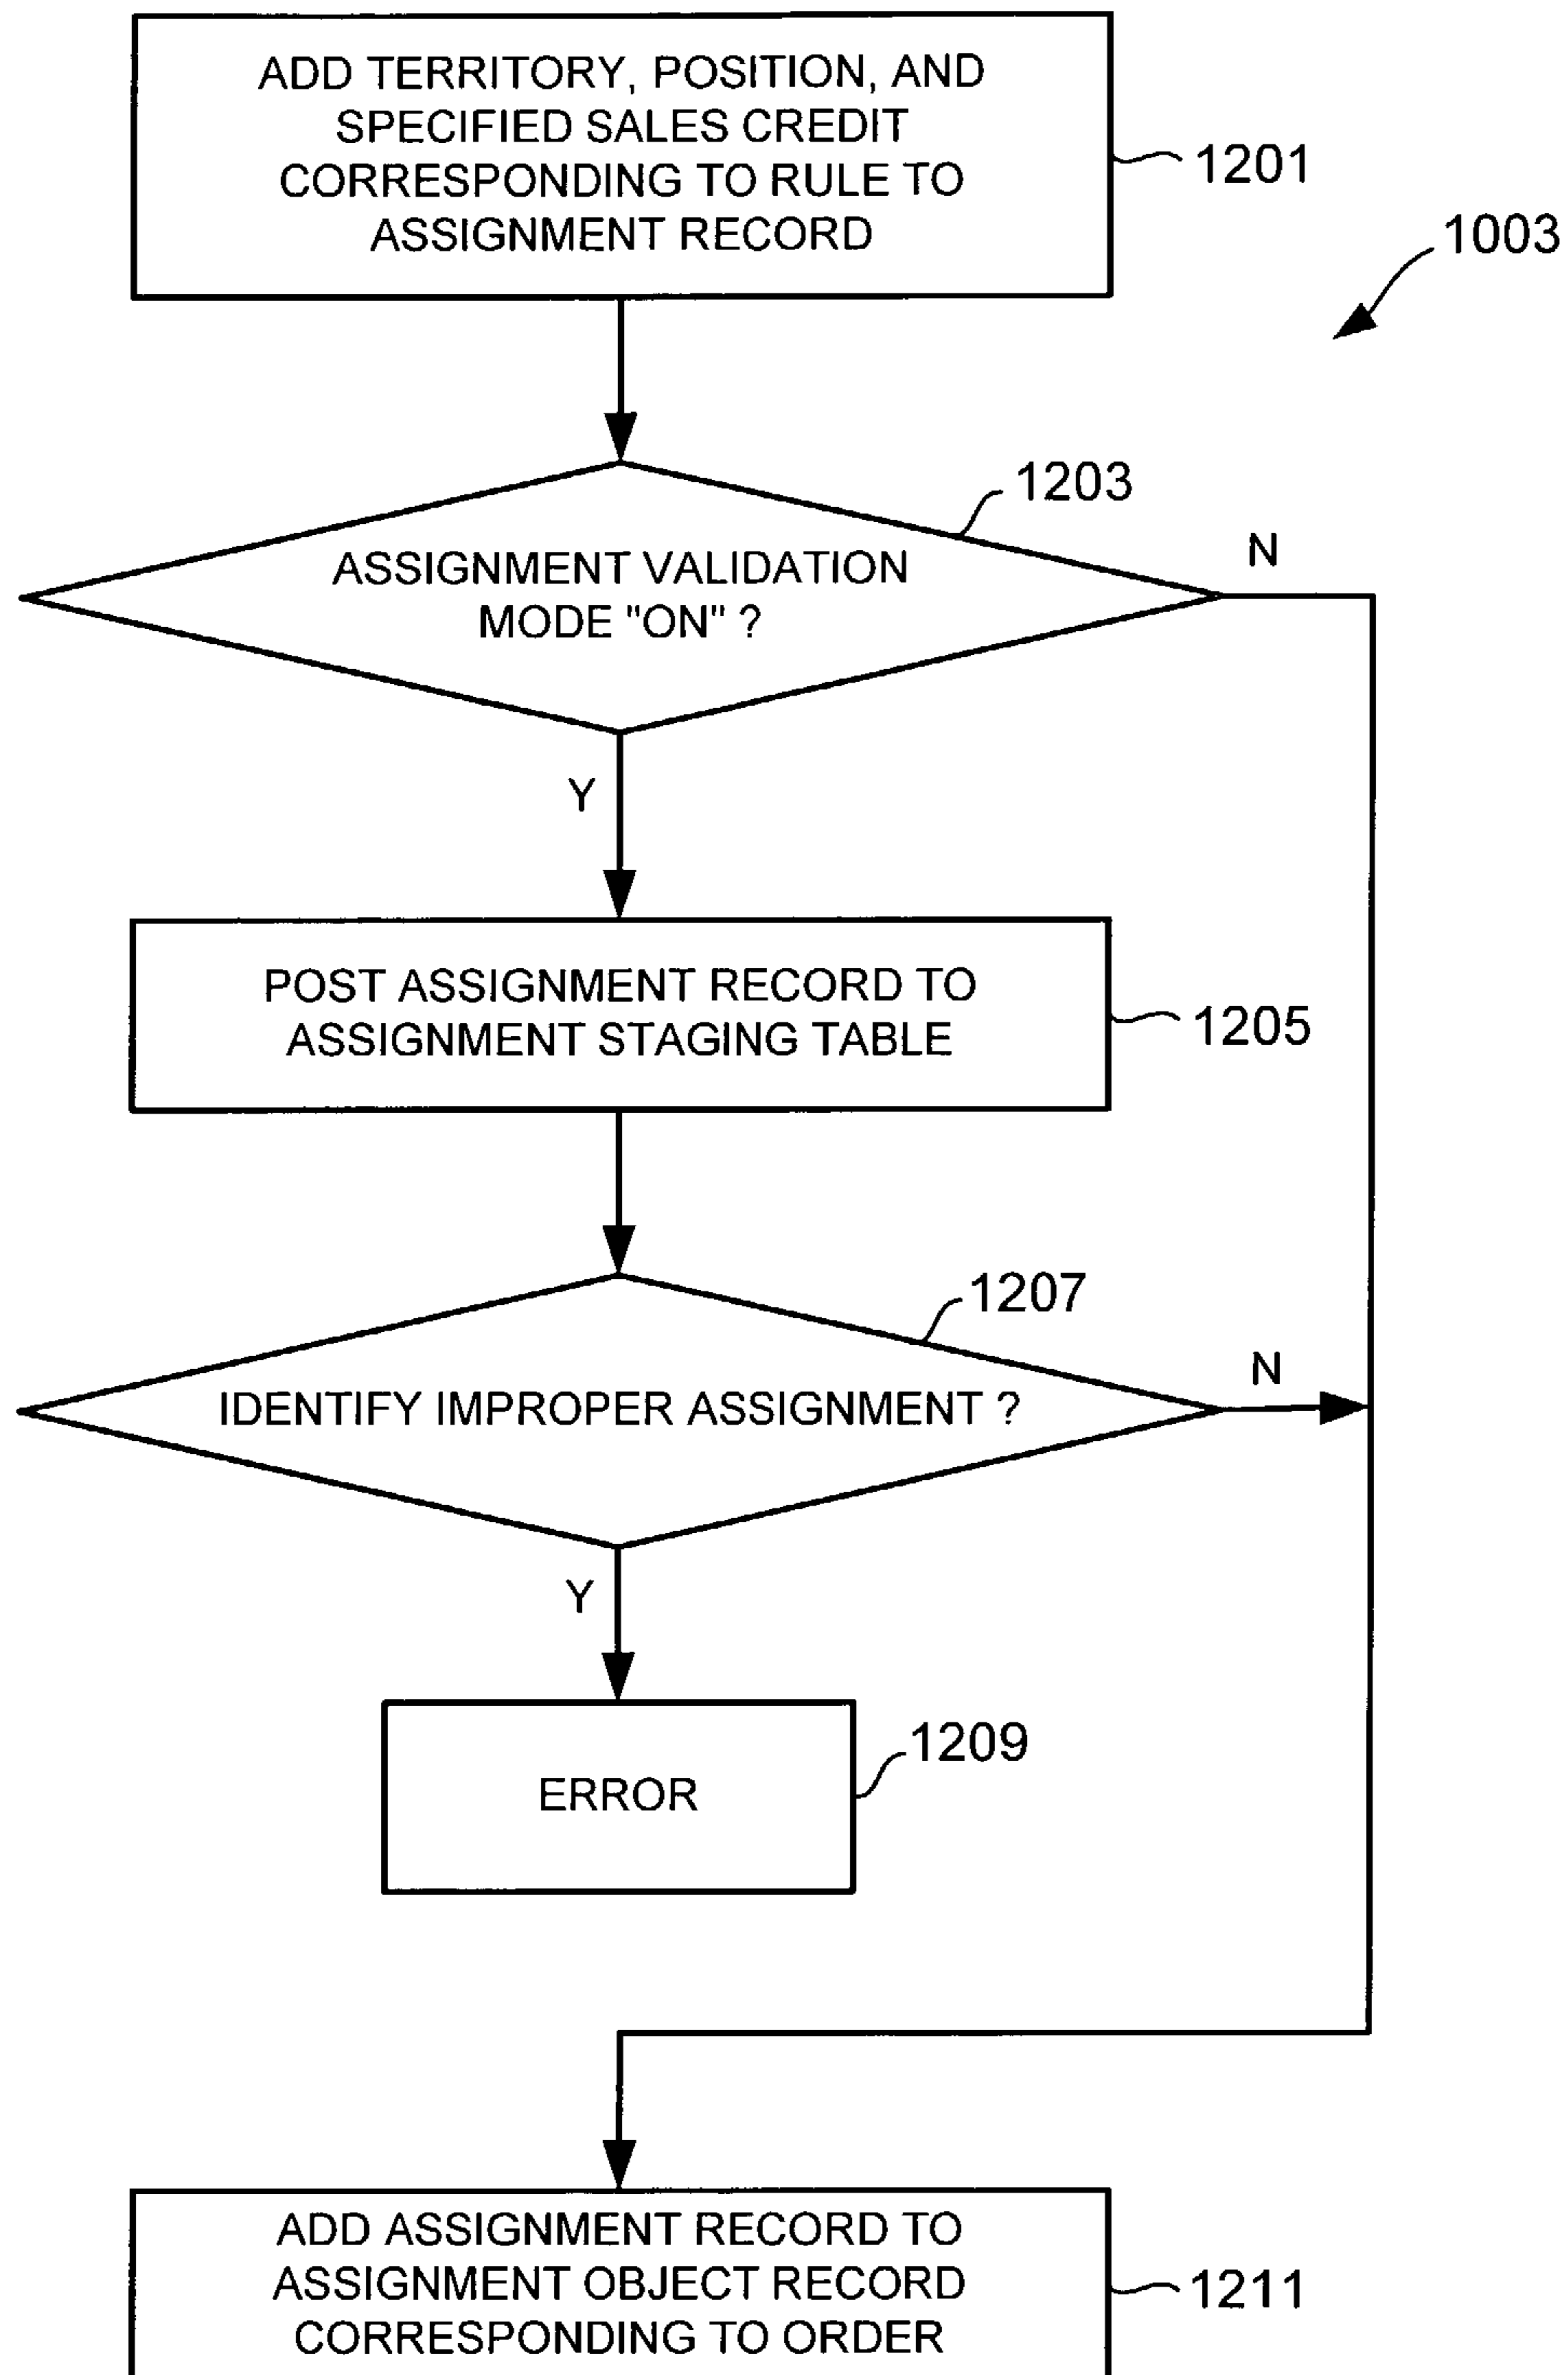 ADD TERRITORY, POSITION, AND
SPECIFIED SALES CREDIT
CORRESPONDING TO RULE TO
ASSIGNMENT RECORD
1201
1003
1203
ASSIGNMENT VALIDATION
MODE "ON" ?
N
Y
POST ASSIGNMENT RECORD TO
ASSIGNMENT STAGING TABLE
1205
1207
IDENTIFY IMPROPER ASSIGNMENT ?
N
Y
ERROR
1209
ADD ASSIGNMENT RECORD TO
ASSIGNMENT OBJECT RECORD
CORRESPONDING TO ORDER
1211